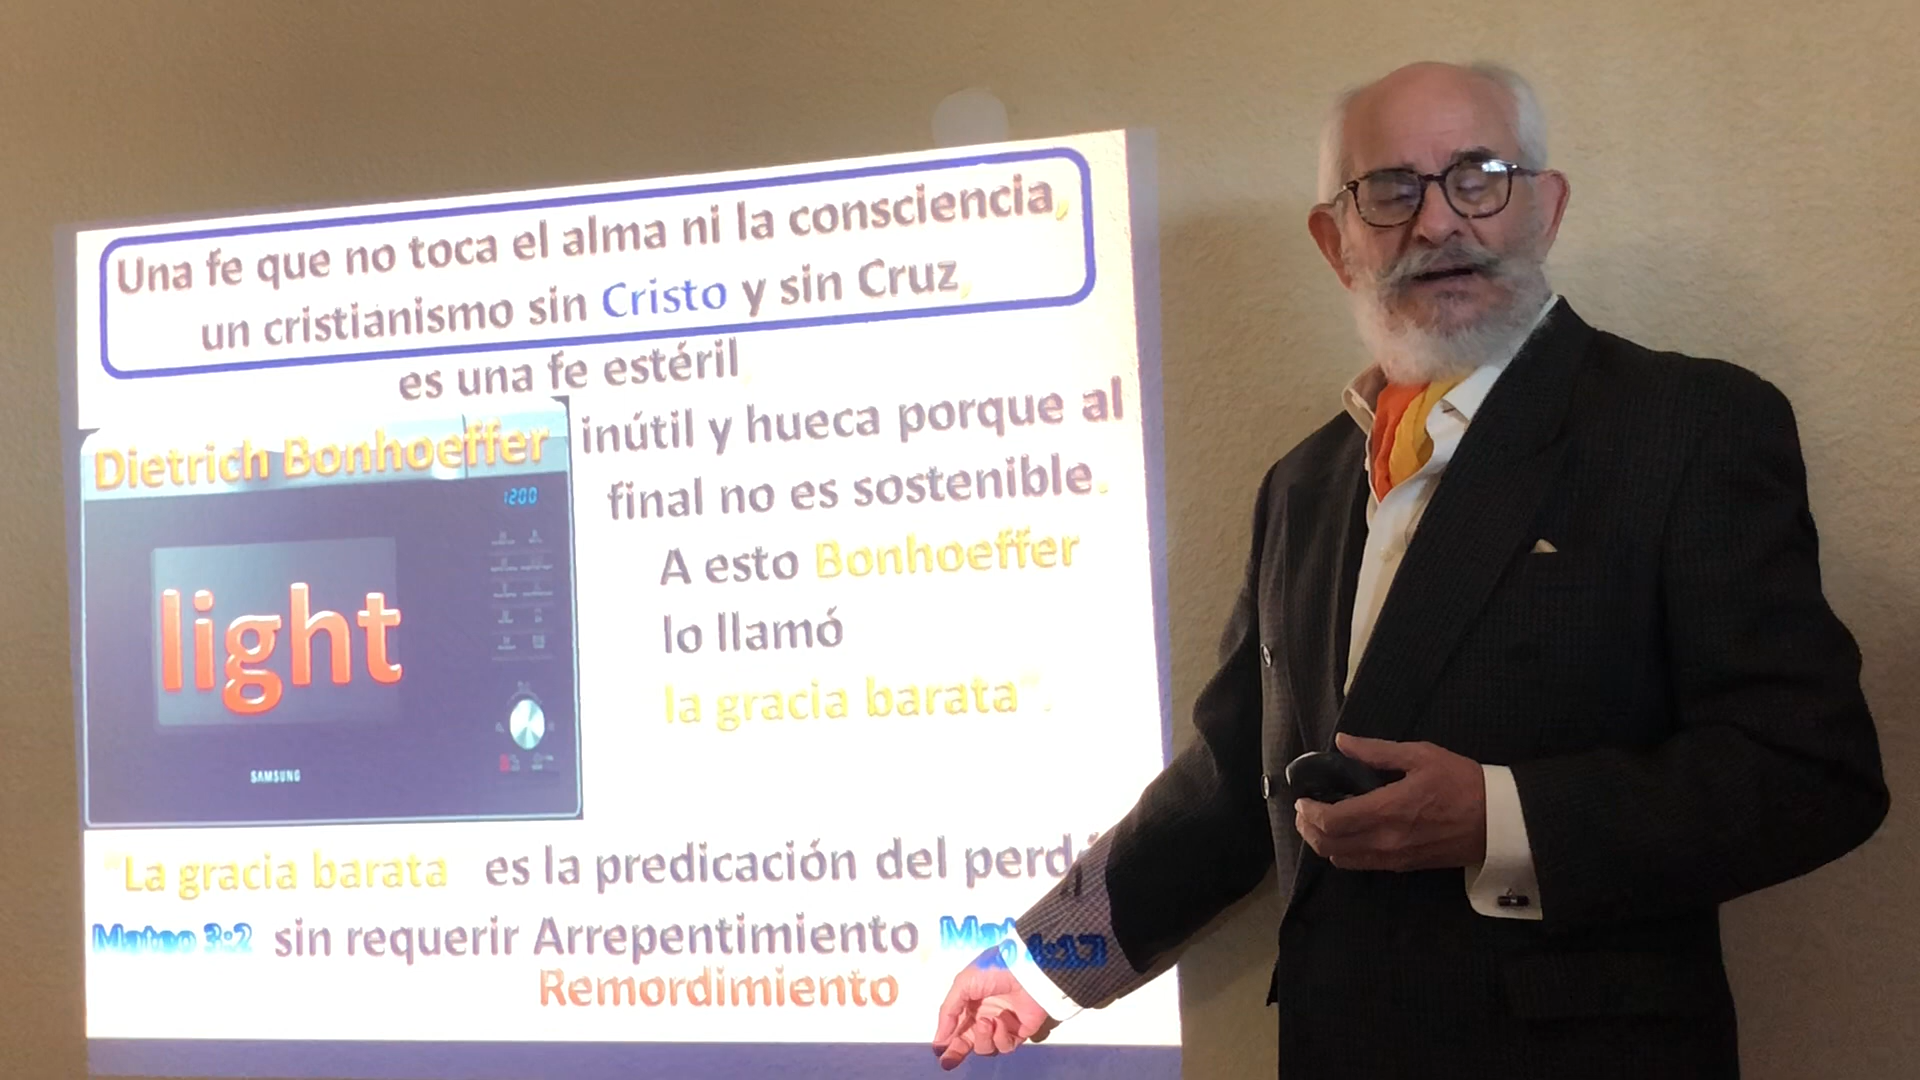 Una fe que no toca el alma ni la consciencia,
un cristianismo sin Cristo y sin Cruz,
es una fe estéril
Dietrich Bonhoeffer
inútil y hueca porque al
final no es sostenible.
1200
light
SAMSUNG
A esto Bonhoeffer
lo llamó
la gracia barata".
"La gracia barata es la predicación del
Mateo 3:2 sin requerir Arrepentimiento 4:17
Remordimiento